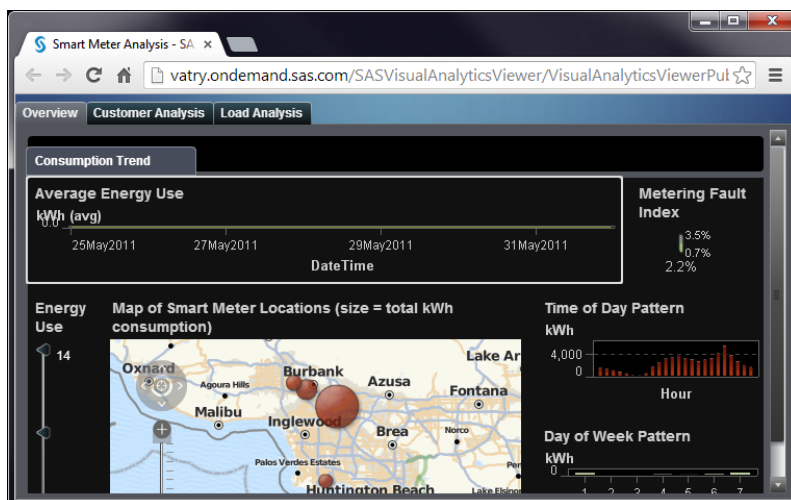 Smart Meter Analysis - SA
vatry.ondemand.sas.com/SASVisualAnalyticsViewer/VisualAnalyticsViewerPu
Overview Customer Analysis Load Analysis
Consumption Trend
Average Energy Use
kWh (avg)
0.0
25May2011 27May2011 29May2011 31May2011
DateTime
Metering Fault
Index
3.5%
0.7%
2.2%
Energy
Use
14
Map of Smart Meter Locations (size = total kWh
consumption)
Oxnard
Burbank
Lake Ar
Agoura Hills
Azusa
Fontana
Malibu
Inglewood
Brea
Norco
Palos Verdes Estates
Huntington Beach
Lake Elsinor
Time of Day Pattern
kWh
4,000
0
Hour
Day of Week Pattern
kWh
0
1 2 3 4 5 6 7